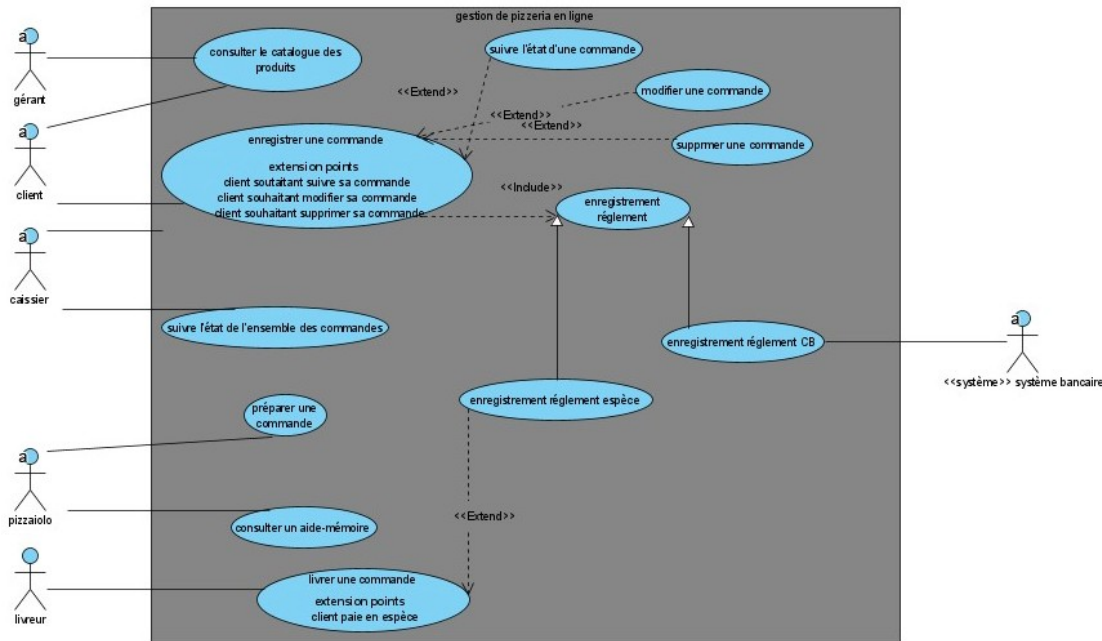 gestion de pizzeria en ligne
a
gérant
consulter le catalogue des
produits
suivre l'état d'une commande
<<Extend>>
modifier une commande
<<Extend>>
<<Extend>>
supprmer une commande
a
client
enregistrer une commande
extension points
client soutaitant suivre sa commande
client souhaitant modifier sa commande
client souhaitant supprimer sa commande
<<Include>>
enregistrement
réglement
a
caissier
suivre l'état de l'ensemble des commandes
enregistrement réglement CB
a
<<système>> système bancaire
enregistrement réglement espèce
préparer une
commande
a
pizzaiolo
<<Extend>>
consulter un aide-mémoire
livreur
livrer une commande
extension points
client paie en espèce